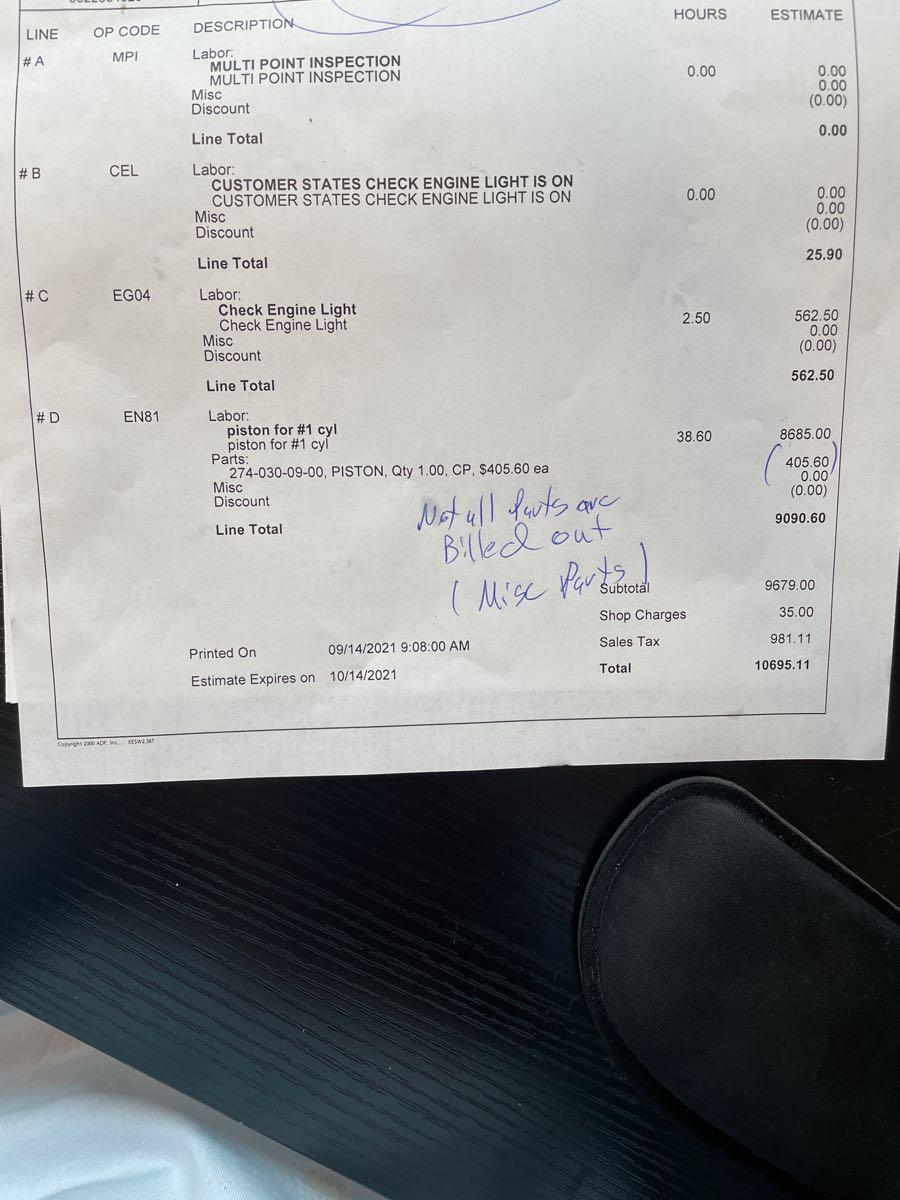 LINE OP CODE DESCRIPTION HOURS ESTIMATE
# A MPI Labor:
MULTI POINT INSPECTION
MULTI POINT INSPECTION 0.00 0.00
Misc 0.00
Discount (0.00)
Line Total 0.00
# B CEL Labor:
CUSTOMER STATES CHECK ENGINE LIGHT IS ON
CUSTOMER STATES CHECK ENGINE LIGHT IS ON 0.00 0.00
Misc 0.00
Discount (0.00)
Line Total 25.90
# C EG04 Labor:
Check Engine Light
Check Engine Light 2.50 562.50
Misc 0.00
Discount (0.00)
Line Total 562.50
# D EN81 Labor:
piston for #1 cyl
piston for #1 cyl 38.60 8685.00
Parts:
274-030-09-00, PISTON, Qty 1.00, CP, $405.60 ea 405.60
Misc 0.00
Discount (0.00)
Line Total 9090.60
Not all Parts are
Billed out
(Misc Parts)
Subtotal 9679.00
Shop Charges 35.00
Printed On 09/14/2021 9:08:00 AM Sales Tax 981.11
Estimate Expires on 10/14/2021 Total 10695.11
Copyright 2000 ADP, Inc. XESW2.387